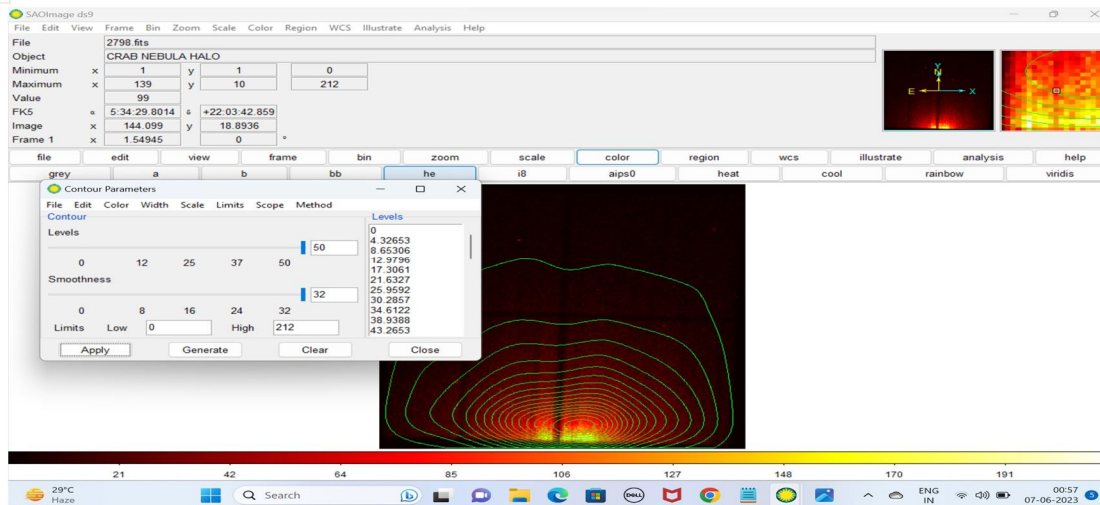 SAOImage ds9
File Edit View Frame Bin Zoom Scale Color Region WCS Illustrate Analysis Help
File 2798.fits
Object CRAB NEBULA HALO
Minimum x 1 y 1 0
Maximum x 139 y 10 212
Value 99
FK5 α 5:34:29.8014 δ +22:03:42.859
Image x 144.099 y 18.8936
Frame 1 x 1.54945 0 °
Y
N
E X
file edit view frame bin zoom scale color region wcs illustrate analysis help
grey a b bb he i8 aips0 heat cool rainbow viridis
Contour Parameters
File Edit Color Width Scale Limits Scope Method
Contour
Levels
50
0 12 25 37 50
Smoothness
32
0 8 16 24 32
Limits Low 0 High 212
Levels
0
4.32653
8.65306
12.9796
17.3061
21.6327
25.9592
30.2857
34.6122
38.9388
43.2653
Apply Generate Clear Close
21 42 64 85 106 127 148 170 191
29°C
Haze
Search
DELL
ENG
IN
00:57
07-06-2023
5